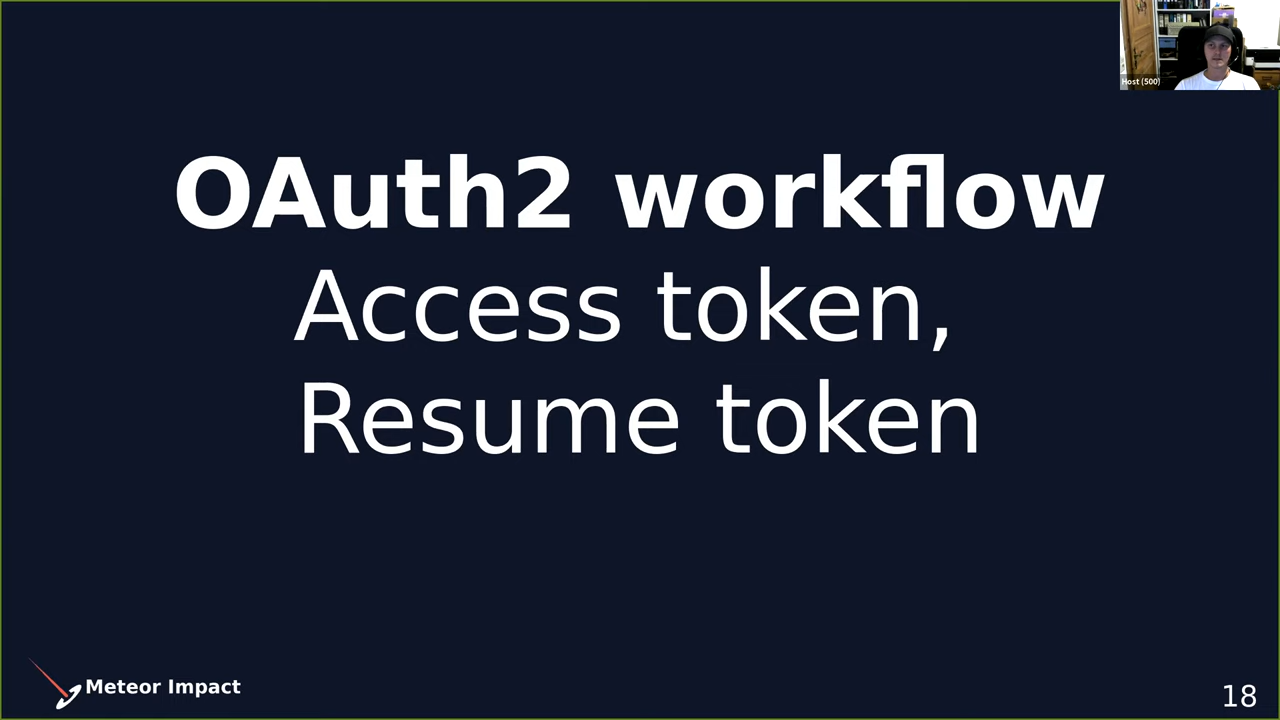 Host (500)
OAuth2 workflow
Access token,
Resume token
Meteor Impact
18